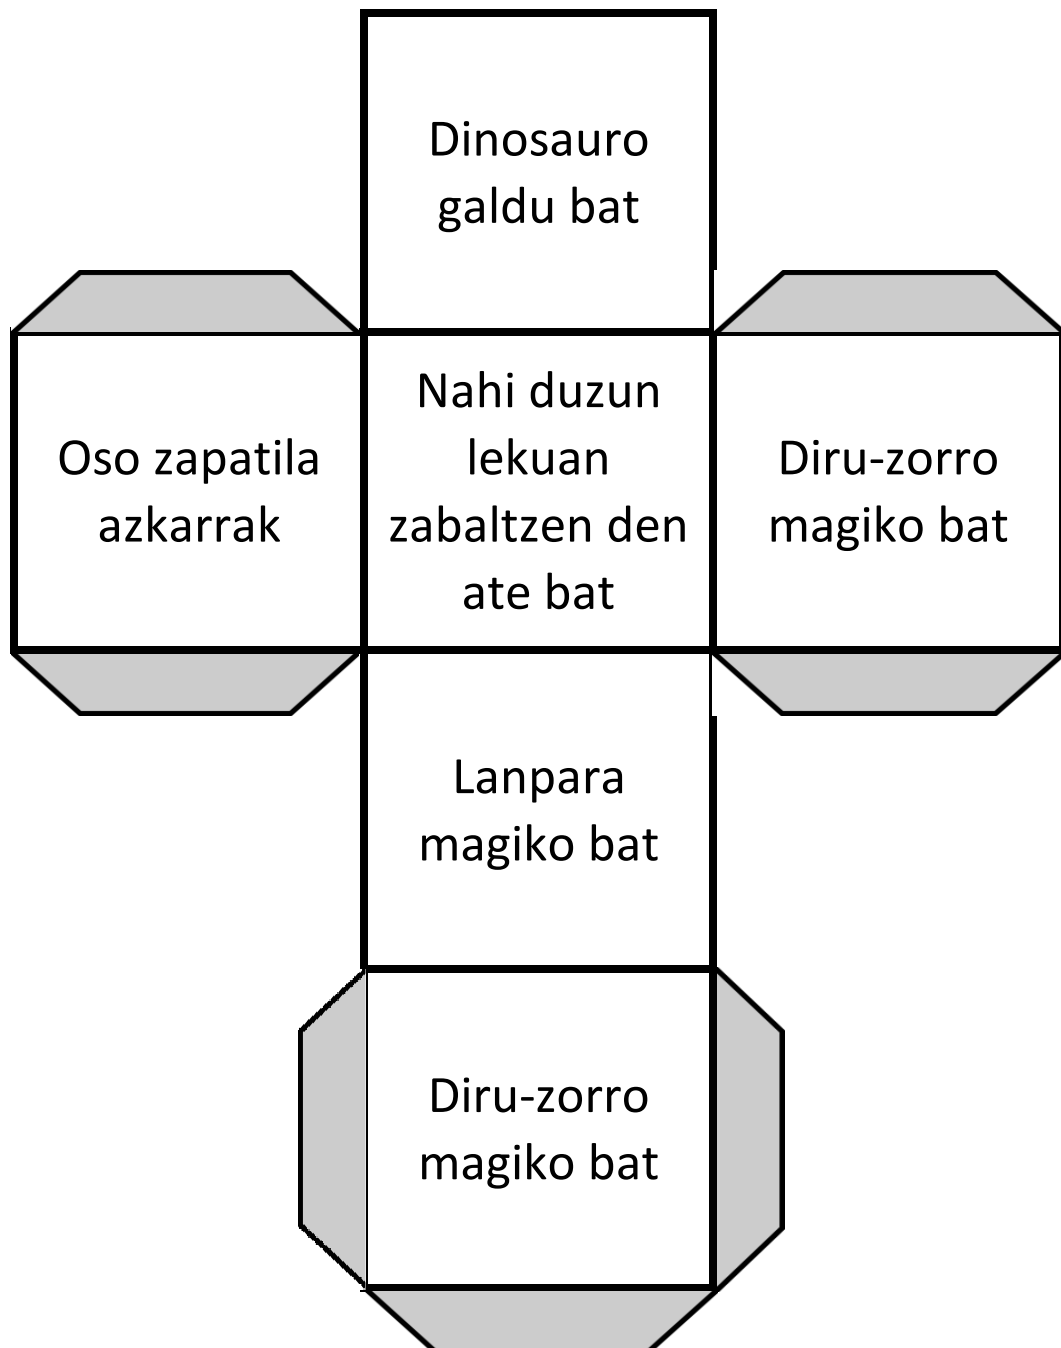 Dinosauro
galdu bat
Oso zapatila
azkarrak
Nahi duzun
lekuan
zabaltzen den
ate bat
Diru-zorro
magiko bat
Lanpara
magiko bat
Diru-zorro
magiko bat